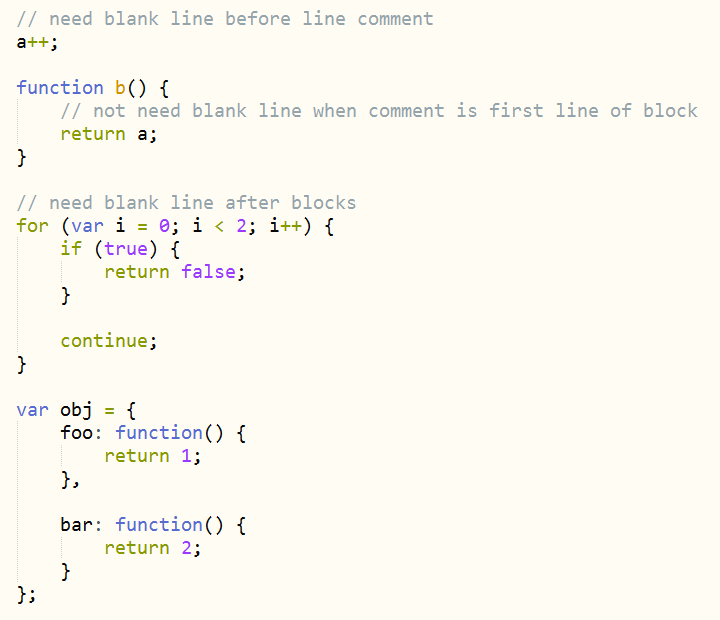 // need blank line before line comment
a++;

function b() {
    // not need blank line when comment is first line of block
    return a;
}

// need blank line after blocks
for (var i = 0; i < 2; i++) {
    if (true) {
        return false;
    }

    continue;
}

var obj = {
    foo: function() {
        return 1;
    },

    bar: function() {
        return 2;
    }
};